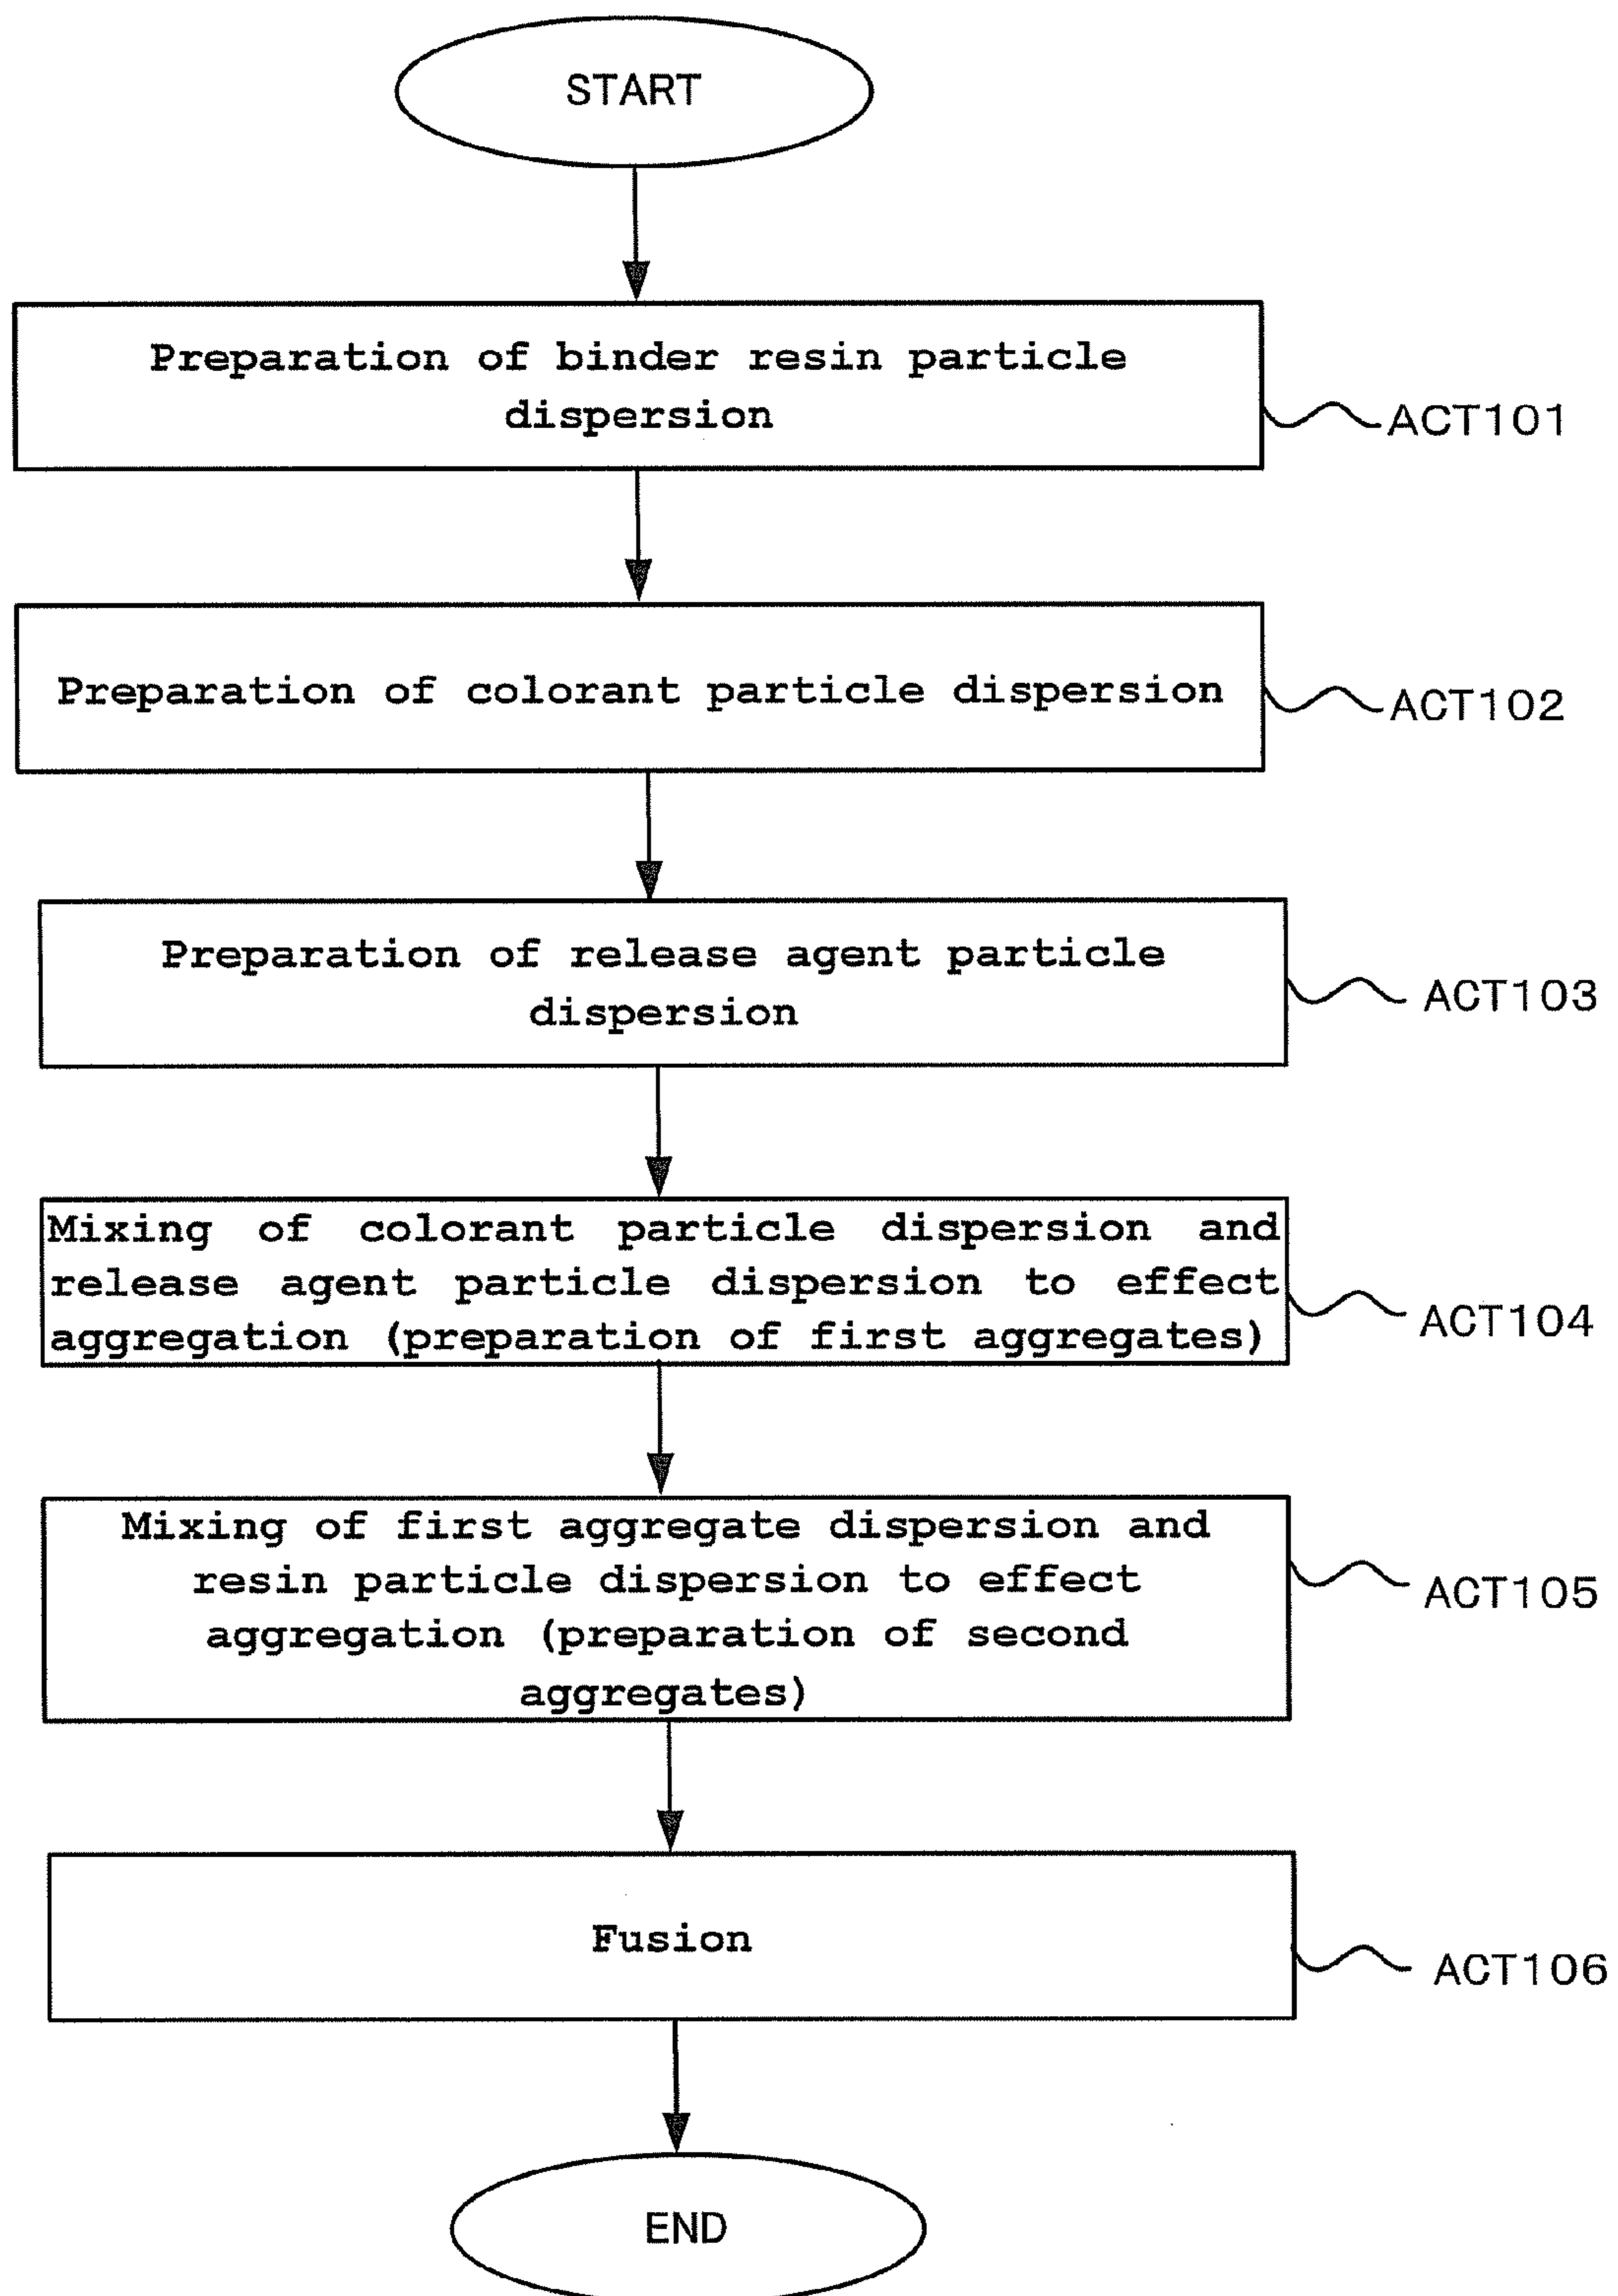 START
Preparation of binder resin particle
dispersion
ACT101
Preparation of colorant particle dispersion
ACT102
Preparation of release agent particle
dispersion
ACT103
Mixing of colorant particle dispersion and
release agent particle dispersion to effect
aggregation (preparation of first aggregates)
ACT104
Mixing of first aggregate dispersion and
resin particle dispersion to effect
aggregation (preparation of second
aggregates)
ACT105
Fusion
ACT106
END